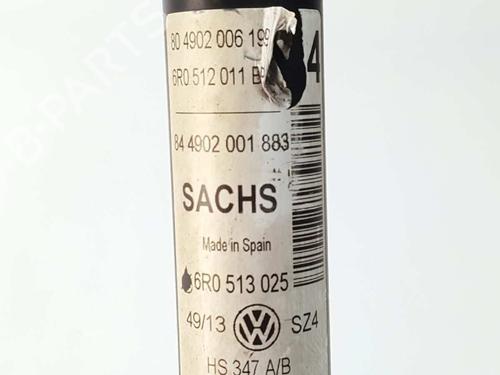 80 4902 006 199
4
6R0 512 011
84 4902 001 883
SACHS
Made in Spain
6R0 513 025
49/13 VW SZ4
HS 347 A/B